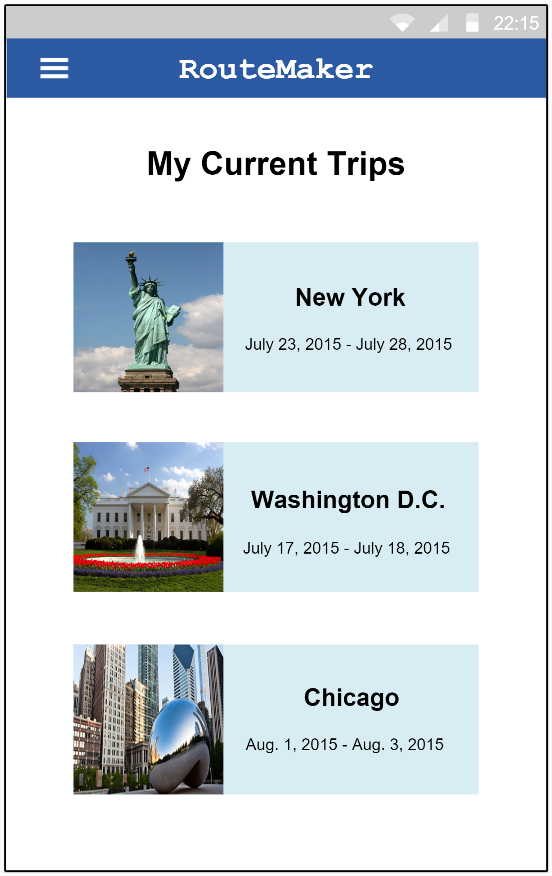 22:15
RouteMaker
My Current Trips
New York
July 23, 2015 - July 28, 2015
Washington D.C.
July 17, 2015 - July 18, 2015
Chicago
Aug. 1, 2015 - Aug. 3, 2015